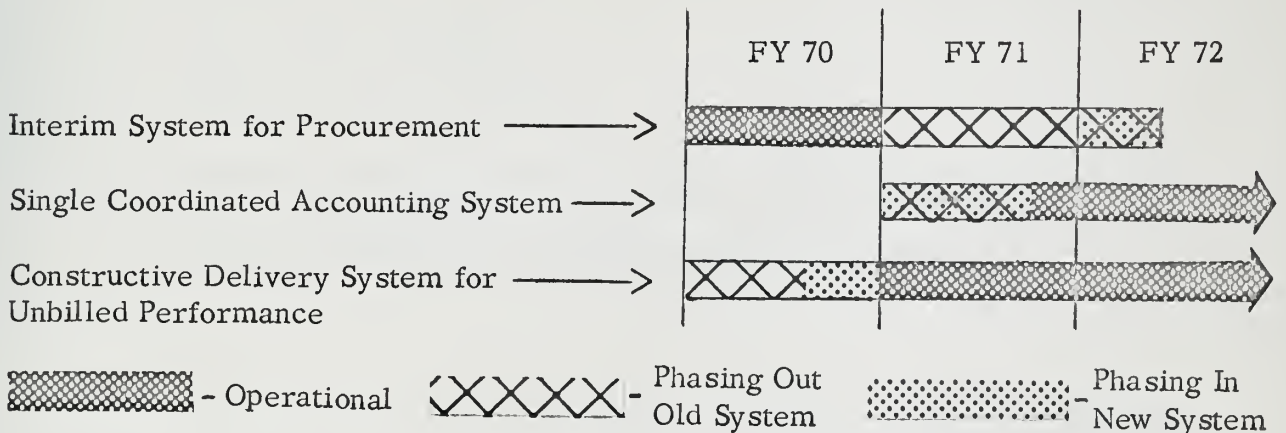 FY 70 FY 71 FY 72
Interim System for Procurement
Single Coordinated Accounting System
Constructive Delivery System for
Unbilled Performance
- Operational
- Phasing Out
Old System
- Phasing In
New System